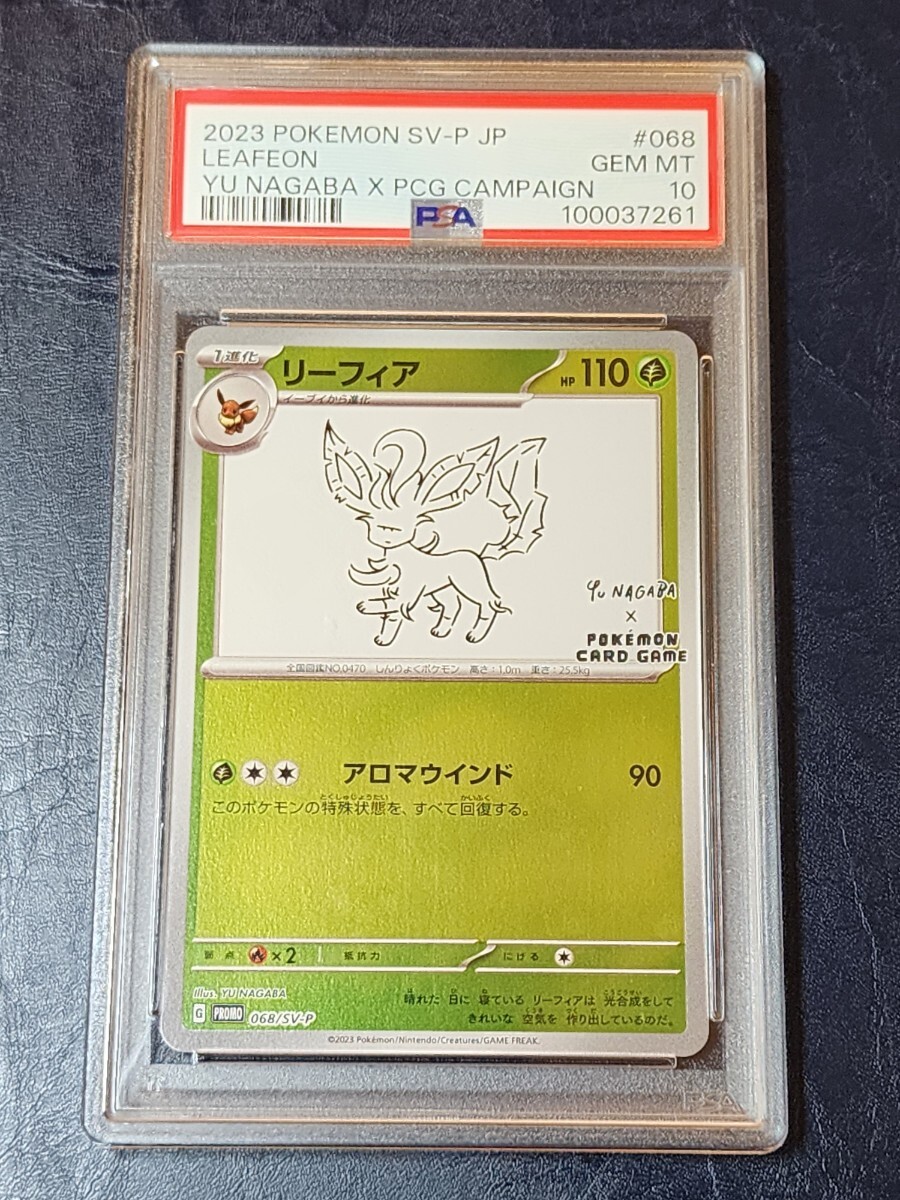 2023 POKEMON SV-P JP #068
LEAFEON GEM MT
YU NAGABA X PCG CAMPAIGN 10
PSA 100037261
1進化 リーフィア HP 110
イーブイから進化
Yu NAGABA
×
POKÉMON
CARD GAME
全国図鑑NO.0470 しんりょくポケモン 高さ:1.0m 重さ:25.5kg
アロマウインド 90
このポケモンの特殊状態を、すべて回復する。
弱点 ×2 抵抗力 にげる
Illus. YU NAGABA
晴れた 日に 寝ている リーフィアは 光合成をして
きれいな 空気を 作り出しているのだ。
G PROMO 068/SV-P
©2023 Pokémon/Nintendo/Creatures/GAME FREAK.
PSA